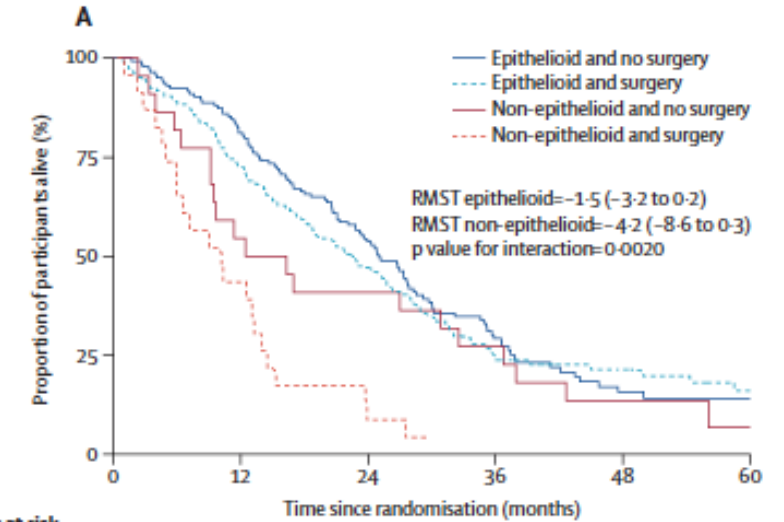 A
100
75
50
25
0
Proportion of participants alive (%)
Epithelioid and no surgery
Epithelioid and surgery
Non-epithelioid and no surgery
Non-epithelioid and surgery
RMST epithelioid=–1·5 (–3·2 to 0·2)
RMST non-epithelioid=–4·2 (–8·6 to 0·3)
p value for interaction=0·0020
0 12 24 36 48 60
Time since randomisation (months)